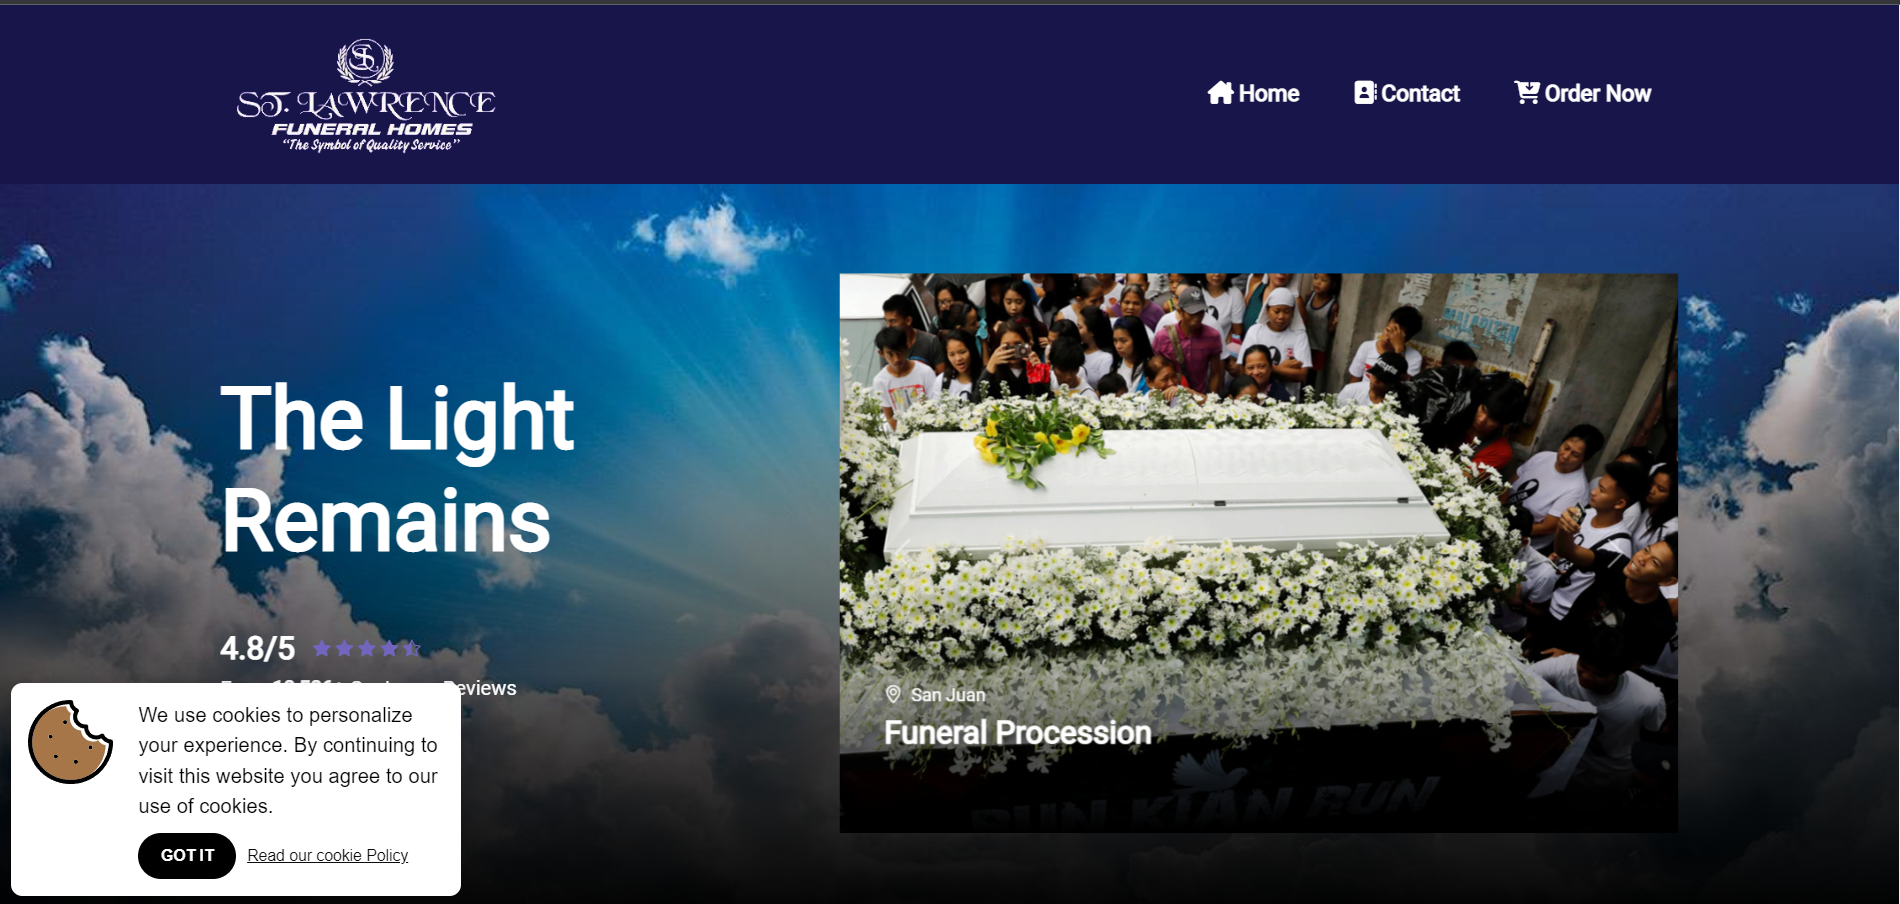 ST. LAWRENCE
FUNERAL HOMES
“The Symbol of Quality Service”
Home
Contact
Order Now
The Light
Remains
4.8/5
Reviews
San Juan
Funeral Procession
RUN KIAN RUN
We use cookies to personalize
your experience. By continuing to
visit this website you agree to our
use of cookies.
GOT IT
Read our cookie Policy